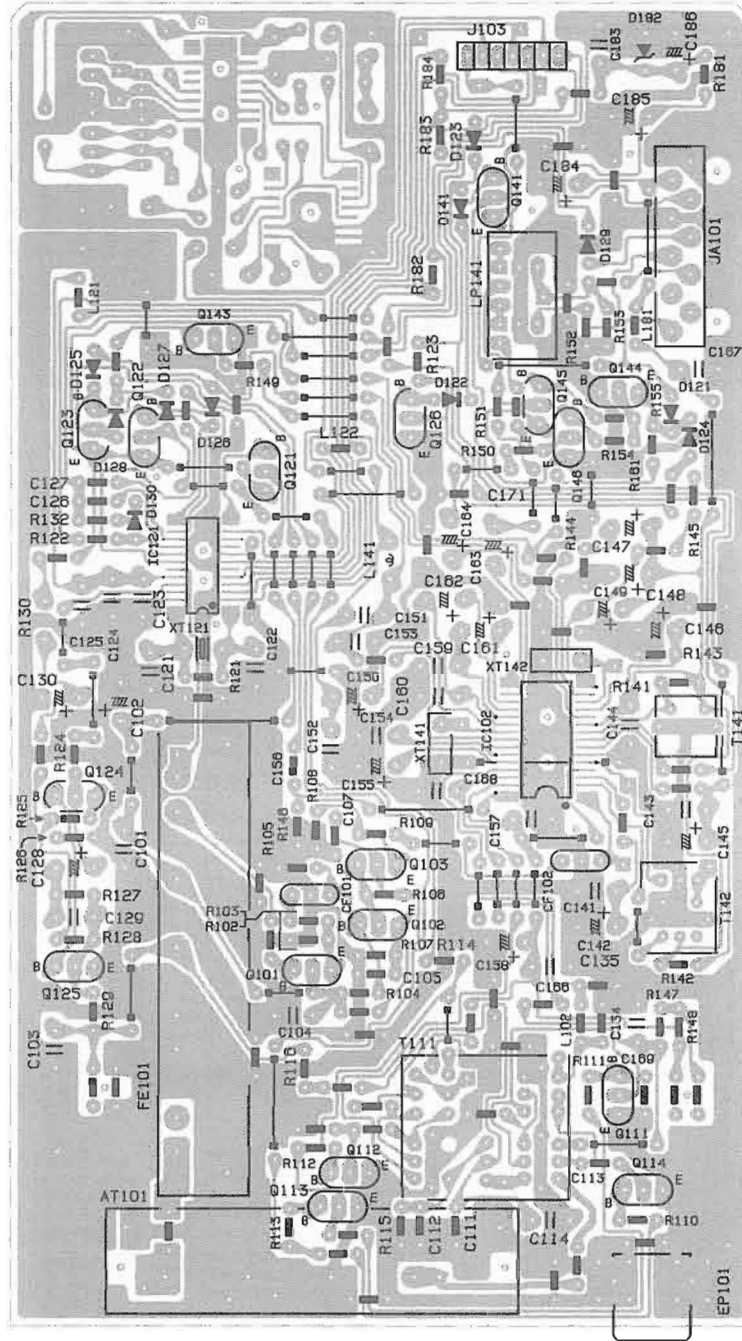 D182
C183
C186
J103
R184
R181
R183
D123
C185
B
Q141
E
C184
D141
D129
JA101
R182
LP141
L121
Q143
B
E
R152
R153
L181
C167
D125
Q122
D127
R149
R123
D122
Q145
Q144
B
E
R155
D121
Q123
B
E
D128
D126
Q121
B
E
L122
Q126
B
E
R151
R150
Q146
R154
R161
D124
C127
C126
R132
R122
D130
IC121
C171
C164
R144
C147
R145
L141
C163
C162
C149
C148
R130
C125
C124
C123
XT121
C122
C151
C153
C159
C161
XT142
C146
R143
C130
C121
R121
C150
C160
R141
C102
C152
C154
XT141
IC102
C144
T141
R124
C156
R108
C155
C168
Q124
B
E
R125
R126
C128
C101
R105
R146
C107
R109
C157
C143
C145
Q103
B
E
CF101
R106
CF102
C141
T142
R127
C129
R128
R103
R102
Q102
B
E
R107
R114
C158
C142
C135
Q125
B
E
Q101
B
E
C105
R104
C166
R142
R147
R129
C104
L102
C134
R148
C103
R116
T111
R111
B
C169
E
Q111
FE101
R112
Q112
B
E
C113
Q114
B
E
AT101
Q113
B
E
R113
R115
C112
C111
C114
R110
EP101